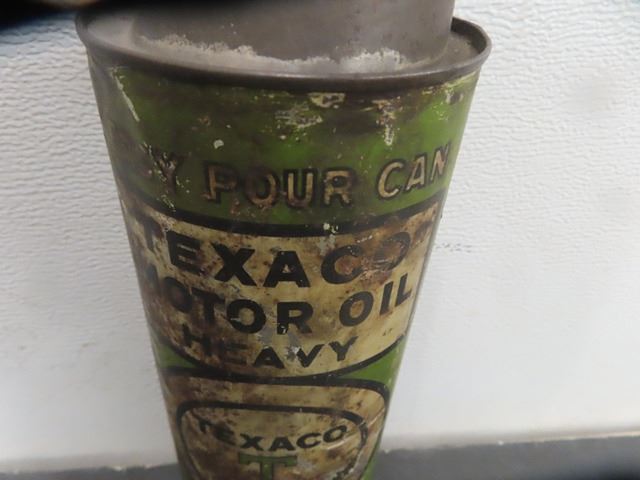 POUR CAN
TEXACO
MOTOR OIL
HEAVY
TEXACO
T